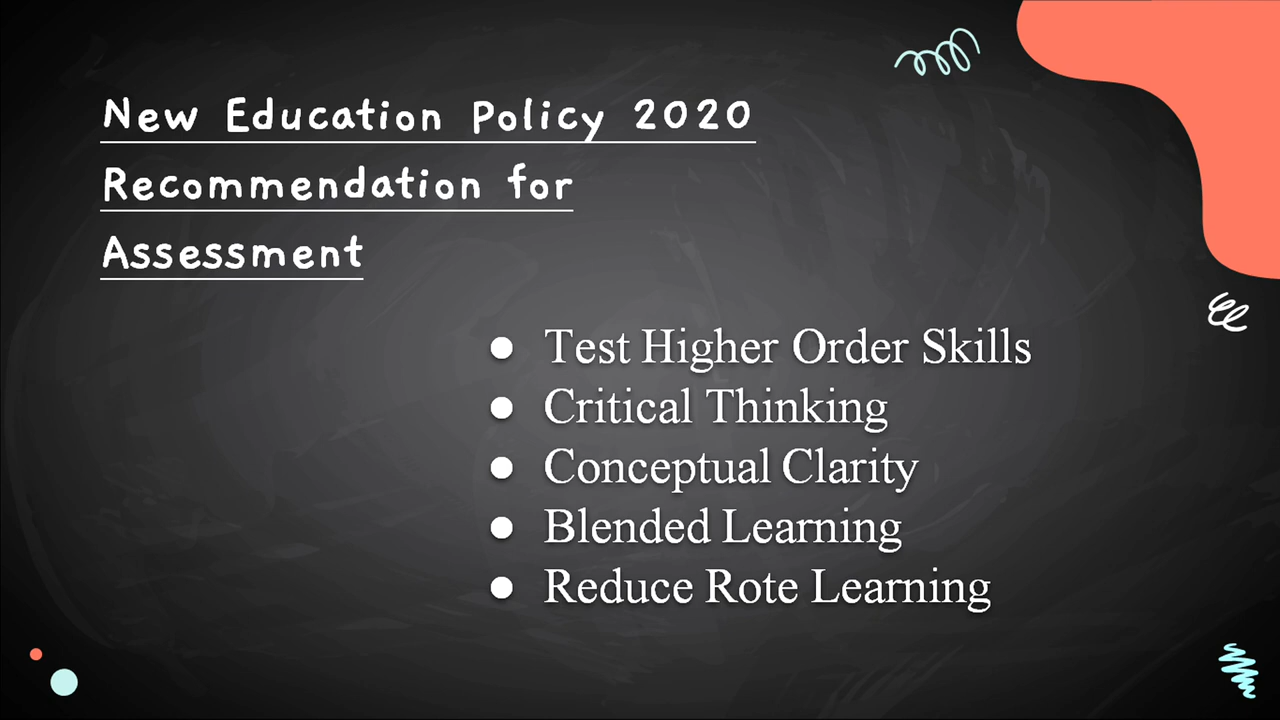 New Education Policy 2020
Recommendation for
Assessment
● Test Higher Order Skills
● Critical Thinking
● Conceptual Clarity
● Blended Learning
● Reduce Rote Learning